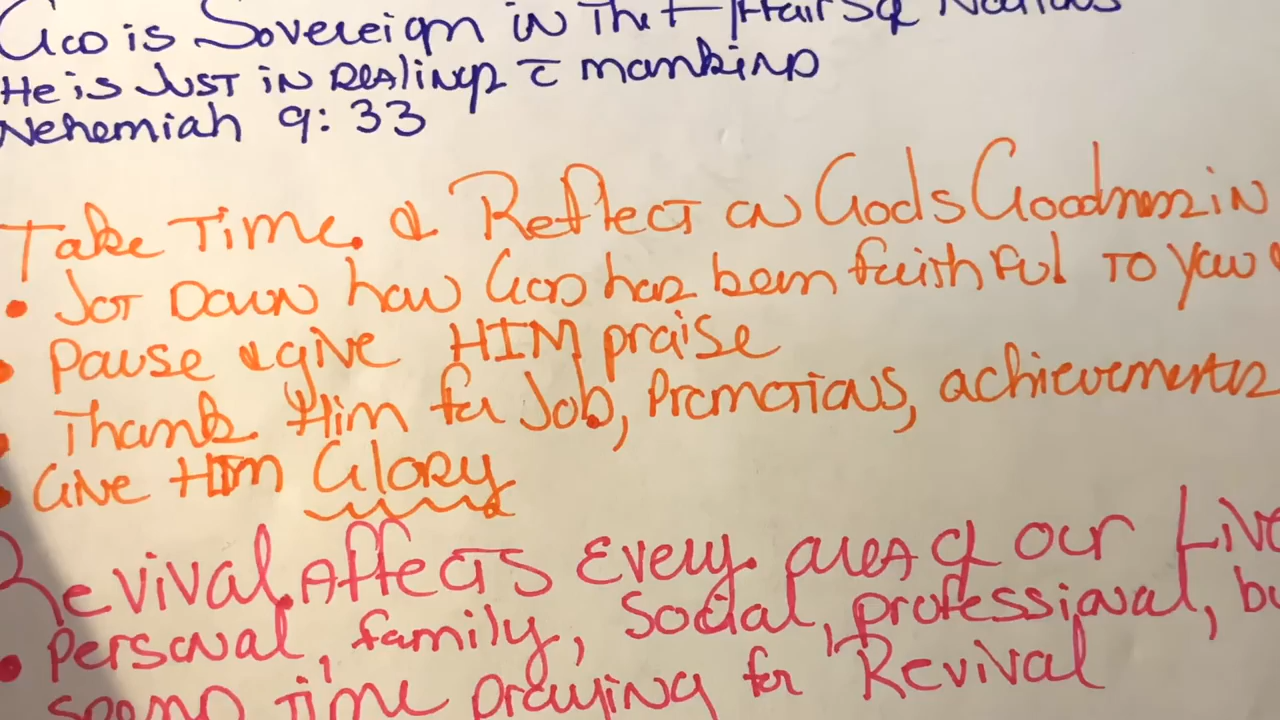 God is Sovereign in The Affairs of Nations
He is Just in Dealings c̄ mankind
Nehemiah 9:33
Take Time & Reflect on Gods Goodness in
• Jot Down how God has been faithful to you &
• Pause & give HIM praise
• Thank Him for Job, Promotions, achievements
• Give HIM Glory
Revival Affects Every area of our Live
• Personal, family, Social, professional, bu
Spend Time praying for Revival